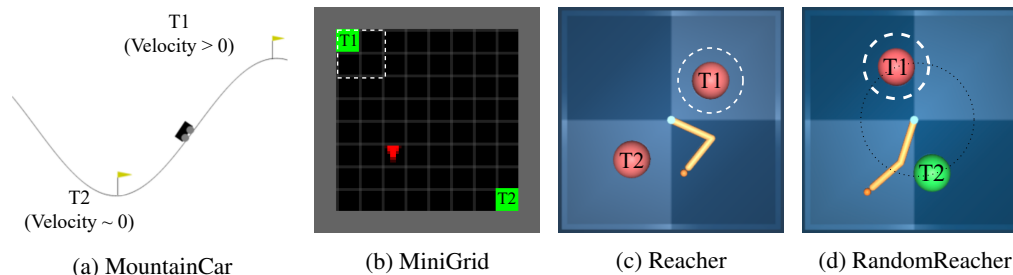 T1
(Velocity > 0)
T2
(Velocity ~ 0)
(a) MountainCar
T1
T2
(b) MiniGrid
T1
T2
(c) Reacher
T1
T2
(d) RandomReacher